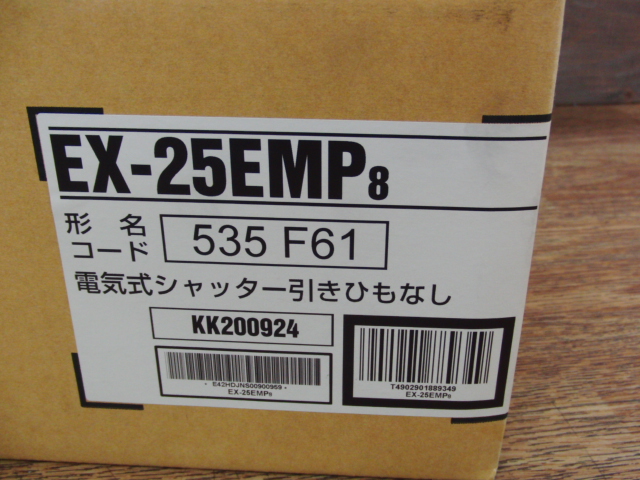 EX-25EMP8
形名
コード
535 F61
電気式シャッター引きひもなし
KK200924
E42HDJNS00900969
EX-25EMP8
T4902901889349
EX-25EMP8